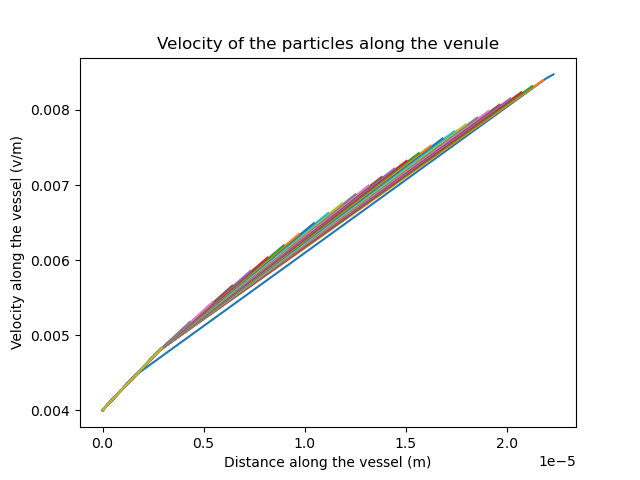 Velocity of the particles along the venule
Velocity along the vessel (v/m)
0.008
0.007
0.006
0.005
0.004
0.0 0.5 1.0 1.5 2.0
1e−5
Distance along the vessel (m)